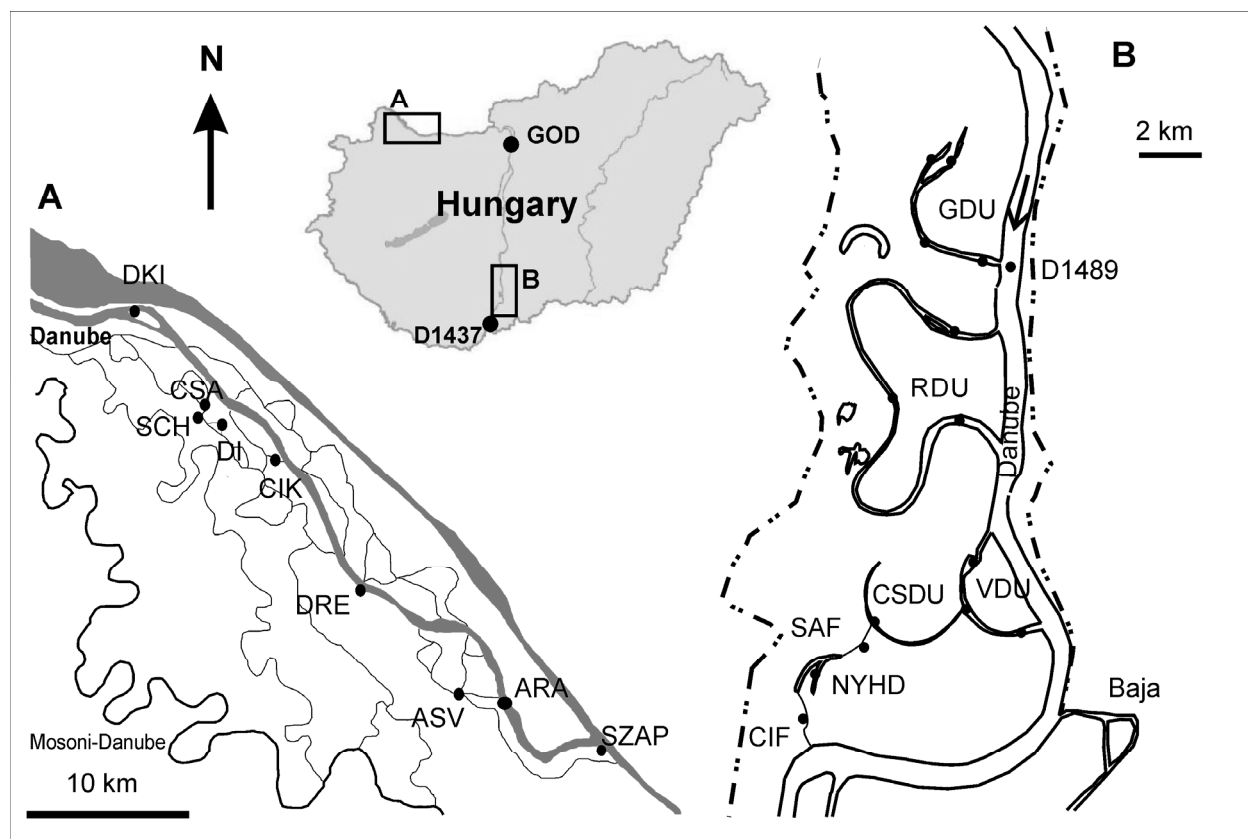 N
A
GOD
Hungary
B
D1437
A
DKI
Danube
CSA
SCH
DI
CIK
DRE
ASV
ARA
SZAP
Mosoni-Danube
10 km
B
2 km
GDU
D1489
RDU
Danube
CSDU
VDU
SAF
NYHD
CIF
Baja